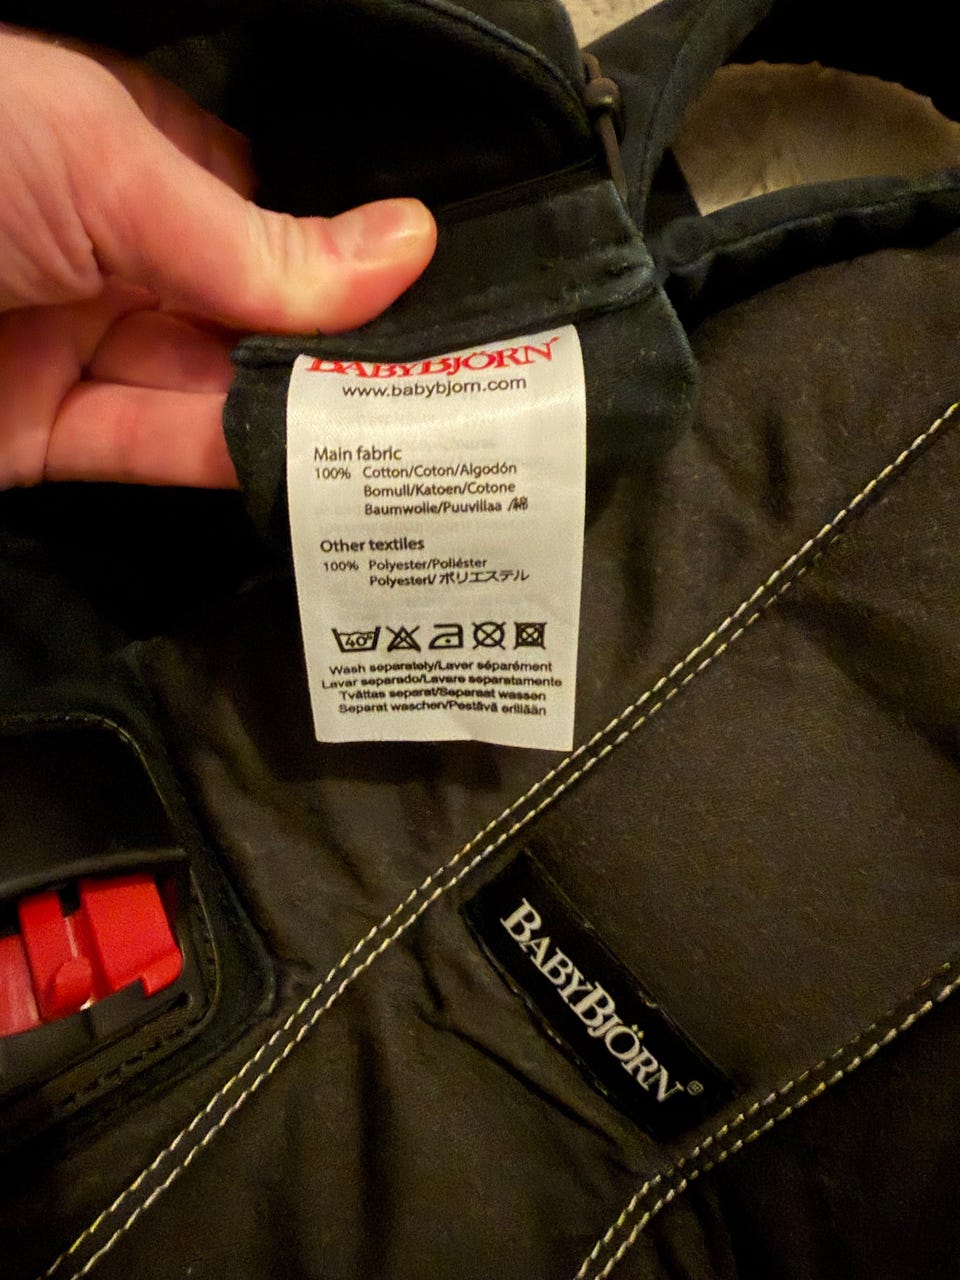 BABYBJÖRN
www.babybjorn.com
Main fabric
100% Cotton/Coton/Algodón
Bomull/Katoen/Cotone
Baumwolle/Puuvillaa /綿
Other textiles
100% Polyester/Poliéster
Polyesteri/ ポリエステル
40°
Wash separately/Laver séparément
Lavar separado/Lavare separatamente
Tvättas separat/Separaat wassen
Separat waschen/Pestävä erillään
BABYBJÖRN®